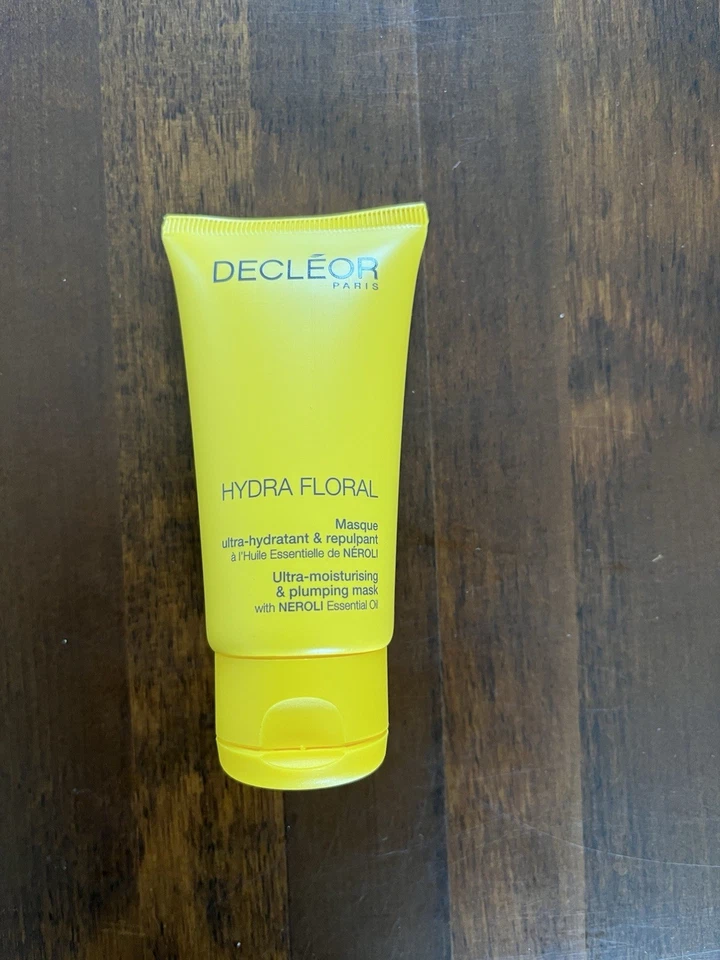 DECLÉOR
PARIS
HYDRA FLORAL
Masque
ultra-hydratant & repulpant
à l'Huile Essentielle de NÉROLI
Ultra-moisturising
& plumping mask
with NEROLI Essential Oil